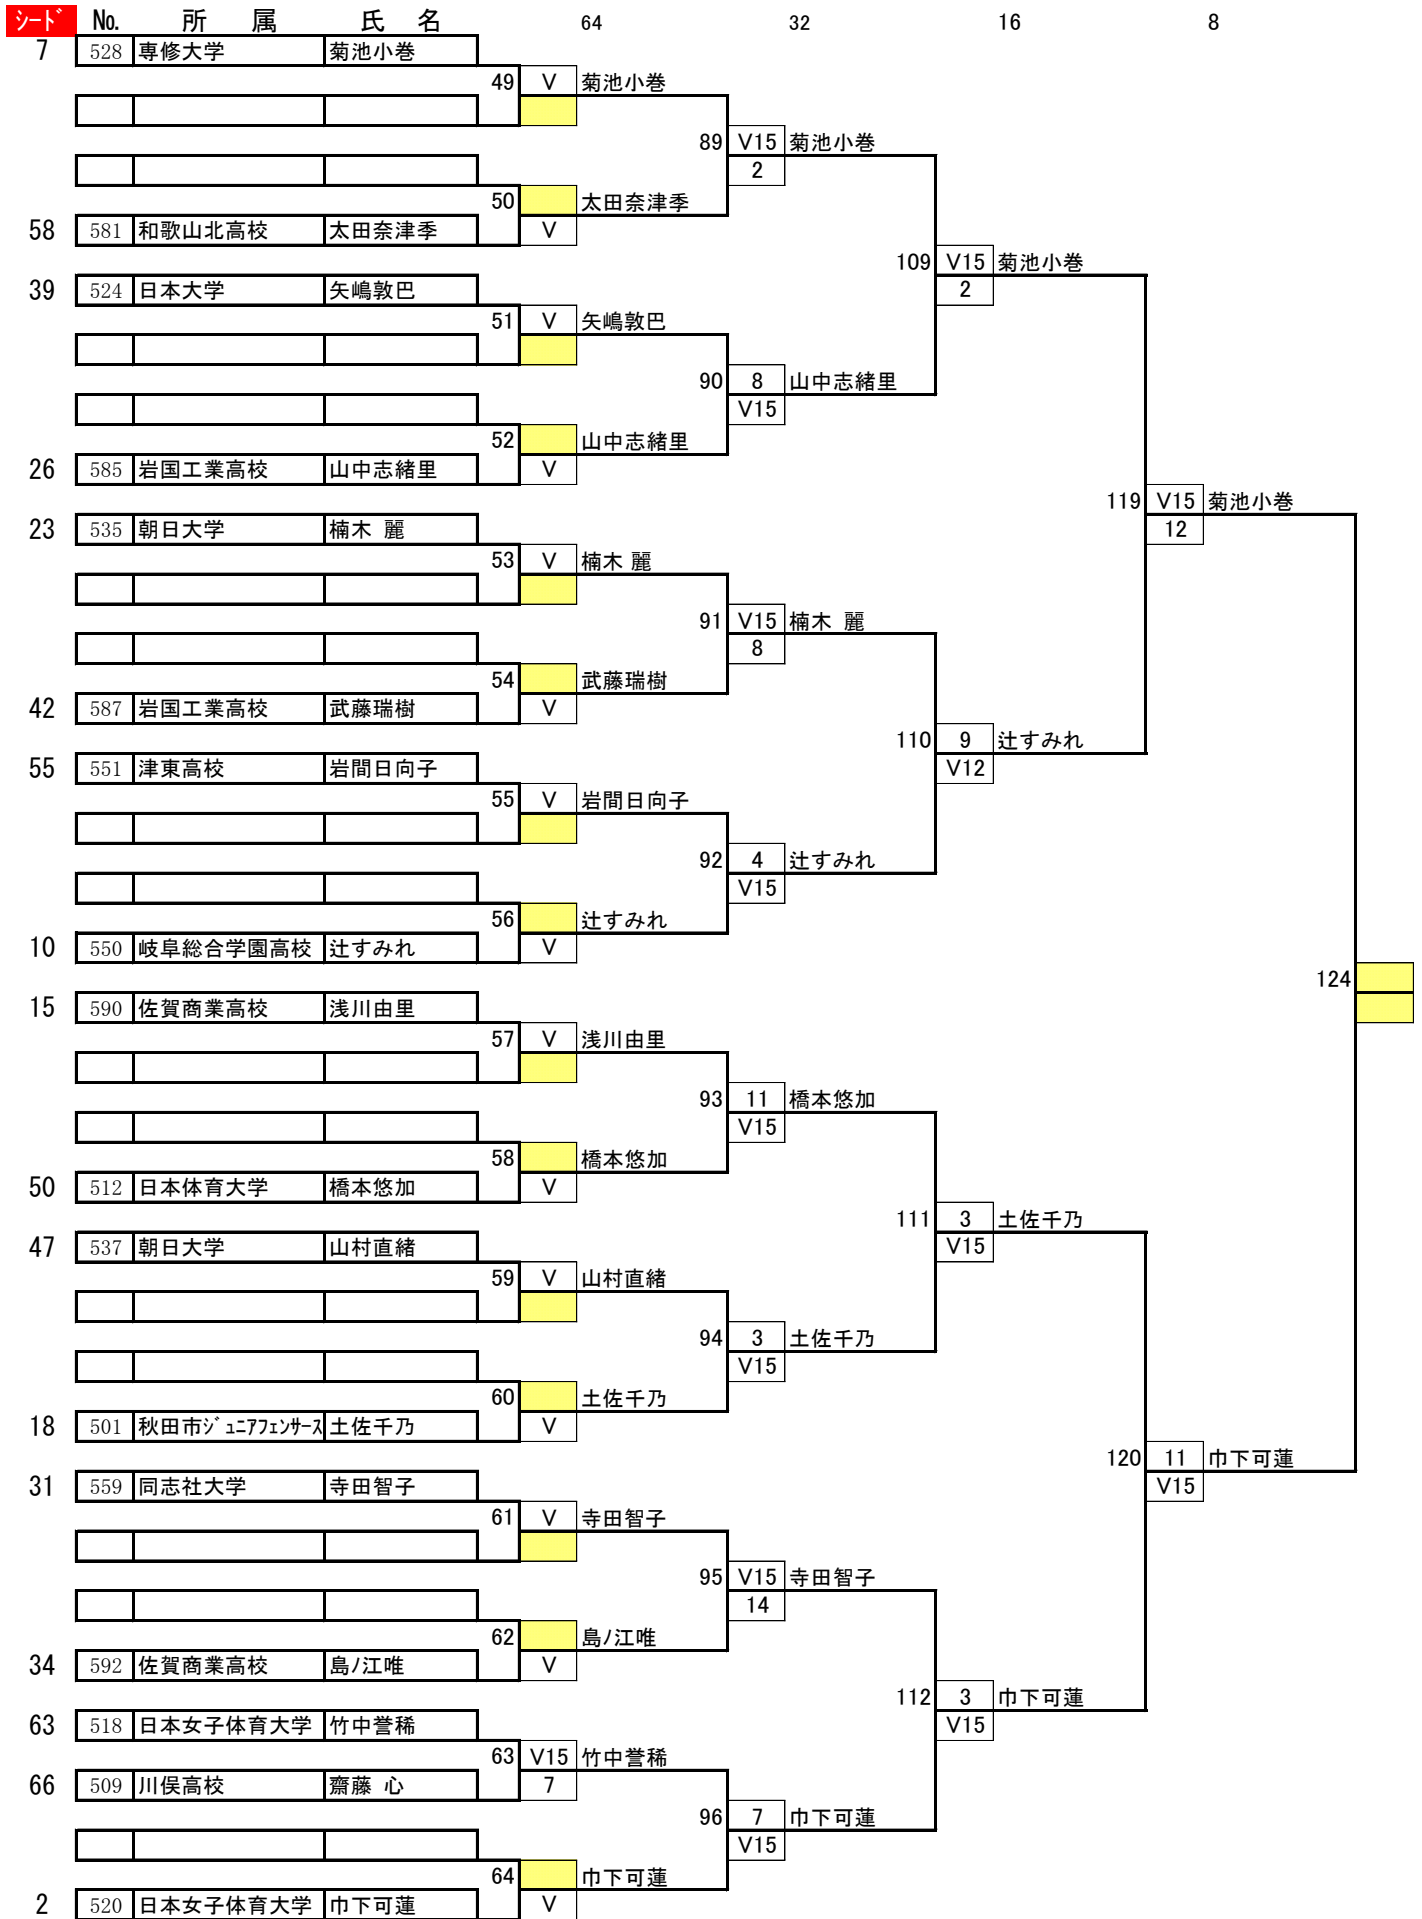 ｼｰﾄﾞ No. 所 属 氏 名 64 32 16 8
7 528 専修大学 菊池小巻
49 V 菊池小巻
89 V15 菊池小巻
2
50 太田奈津季
58 581 和歌山北高校 太田奈津季 V
109 V15 菊池小巻
39 524 日本大学 矢嶋敦巴 2
51 V 矢嶋敦巴
90 8 山中志緒里
V15
52 山中志緒里
26 585 岩国工業高校 山中志緒里 V
119 V15 菊池小巻
23 535 朝日大学 楠木 麗 12
53 V 楠木 麗
91 V15 楠木 麗
8
54 武藤瑞樹
42 587 岩国工業高校 武藤瑞樹 V
110 9 辻すみれ
55 551 津東高校 岩間日向子 V12
55 V 岩間日向子
92 4 辻すみれ
V15
56 辻すみれ
10 550 岐阜総合学園高校 辻すみれ V
124
15 590 佐賀商業高校 浅川由里
57 V 浅川由里
93 11 橋本悠加
V15
58 橋本悠加
50 512 日本体育大学 橋本悠加 V
111 3 土佐千乃
47 537 朝日大学 山村直緒 V15
59 V 山村直緒
94 3 土佐千乃
V15
60 土佐千乃
18 501 秋田市ｼﾞｭﾆｱﾌｪﾝｻｰｽ 土佐千乃 V
120 11 巾下可蓮
31 559 同志社大学 寺田智子 V15
61 V 寺田智子
95 V15 寺田智子
14
62 島ﾉ江唯
34 592 佐賀商業高校 島ﾉ江唯 V
112 3 巾下可蓮
63 518 日本女子体育大学 竹中誉稀 V15
63 V15 竹中誉稀
66 509 川俣高校 齋藤 心 7
96 7 巾下可蓮
V15
64 巾下可蓮
2 520 日本女子体育大学 巾下可蓮 V